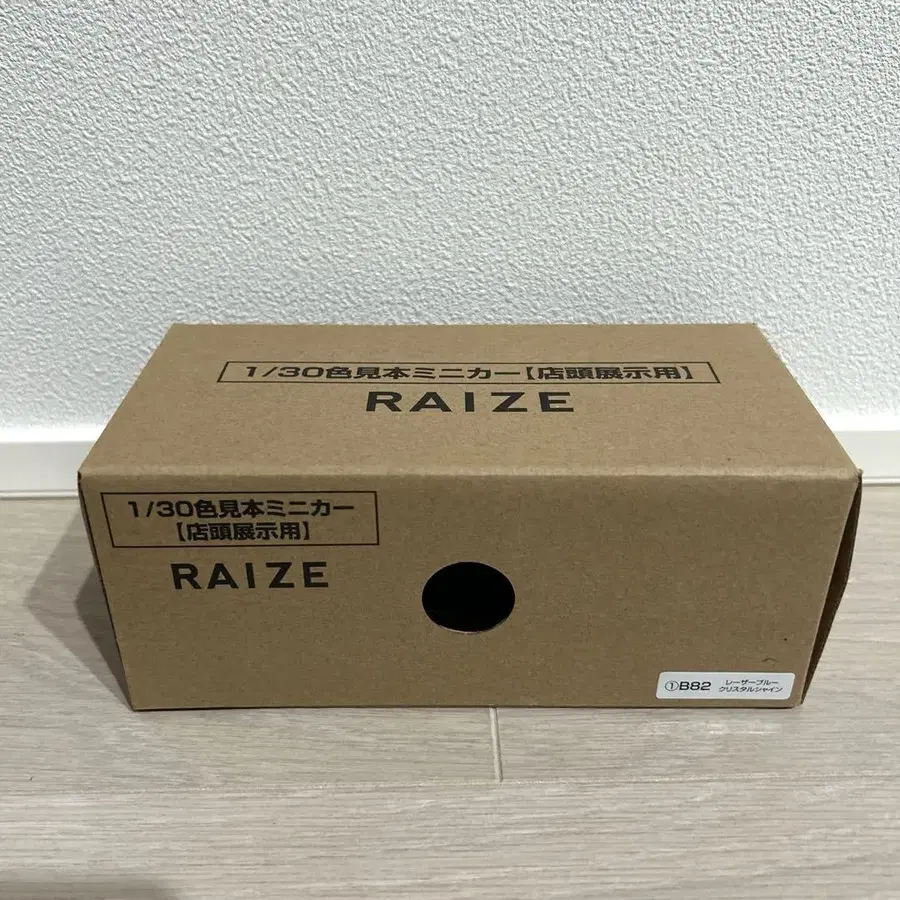 1/30色見本ミニカー【店頭展示用】
RAIZE
1/30色見本ミニカー
【店頭展示用】
RAIZE
①B82 レーザーブルー
クリスタルシャイン